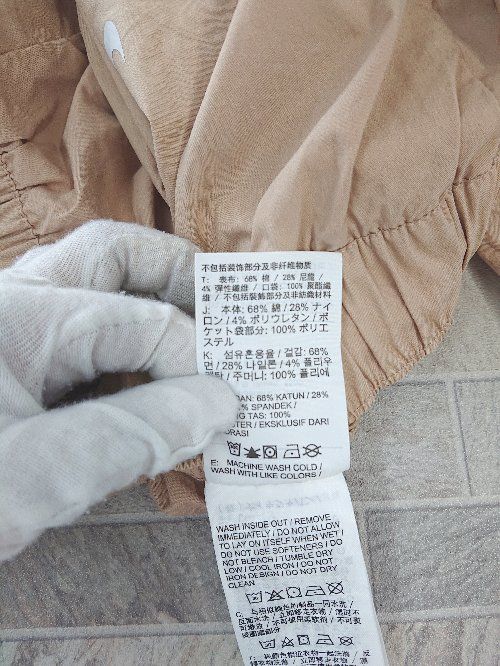 不包括装饰部分及非纤维物质
T: 表布: 68% 棉 / 28% 尼龍 /
4% 彈性纖維 / 口袋: 100% 聚酯纖
維 / 不包括裝飾部分及非紡織材料
J: 本体: 68% 綿 / 28% ナイ
ロン / 4% ポリウレタン / ポ
ケット袋部分: 100% ポリエ
ステル
K: 섬유혼용율 / 겉감: 68%
면 / 28% 나일론 / 4% 폴리우
/ 주머니: 100% 폴리에
68% KATUN / 28%
% SPANDEK /
TAS: 100%
EKSKLUSIF DARI
E: MACHINE WASH COLD /
WASH WITH LIKE COLORS /
WASH INSIDE OUT / REMOVE
IMMEDIATELY / DO NOT ALLOW
TO LAY ON ITSELF WHEN WET /
DO NOT USE SOFTENERS / DO
NOT BLEACH / TUMBLE DRY
LOW / COOL IRON / DO NOT
IRON DESIGN / DO NOT DRY
CLEAN